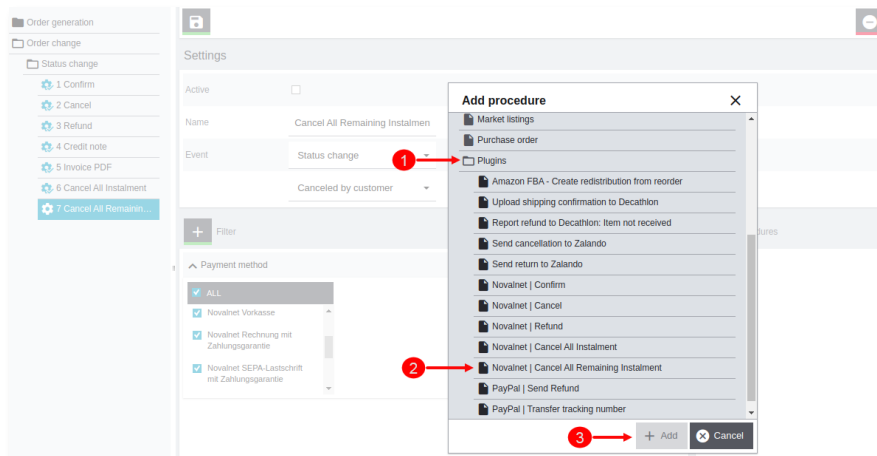 Order generation
Order change
Status change
1 Confirm
2 Cancel
3 Refund
4 Credit note
5 Invoice PDF
6 Cancel All Instalment
7 Cancel All Remainin...
Settings
Active
Name
Cancel All Remaining Instalmen
Event
Status change
Canceled by customer
Filter
Payment method
ALL
Novalnet Vorkasse
Novalnet Rechnung mit
Zahlungsgarantie
Novalnet SEPA-Lastschrift
mit Zahlungsgarantie
Add procedure
Market listings
Purchase order
1
Plugins
Amazon FBA - Create redistribution from reorder
Upload shipping confirmation to Decathlon
Report refund to Decathlon: Item not received
Send cancellation to Zalando
Send return to Zalando
Novalnet | Confirm
Novalnet | Cancel
Novalnet | Refund
Novalnet | Cancel All Instalment
2
Novalnet | Cancel All Remaining Instalment
PayPal | Send Refund
PayPal | Transfer tracking number
3
Add
Cancel